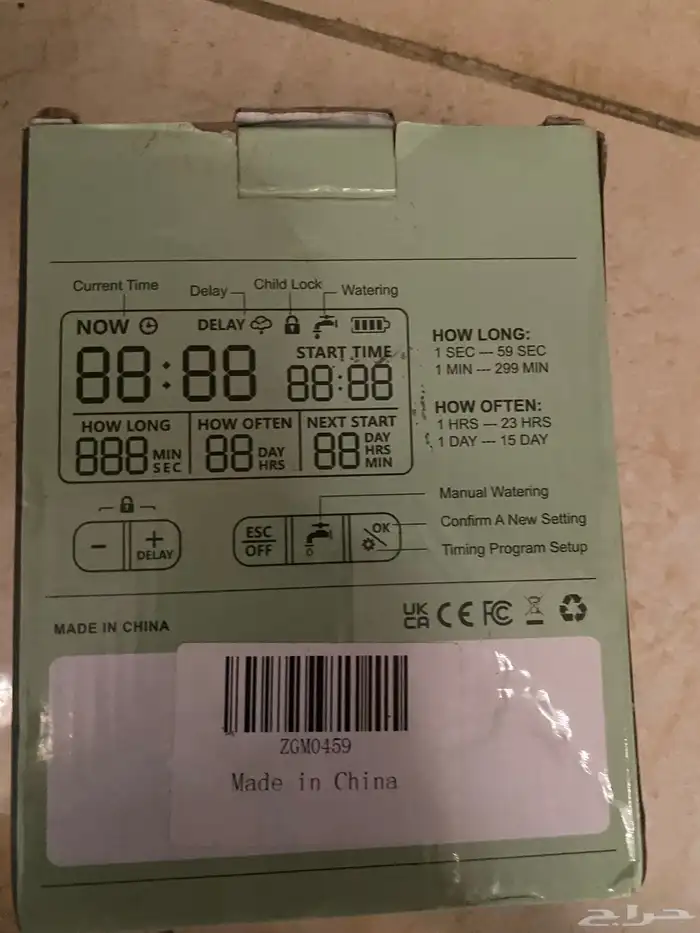 Current Time
Delay
Child Lock
Watering
NOW
DELAY
88:88
START TIME
88:88
HOW LONG
888 MIN SEC
HOW OFTEN
88 DAY HRS
NEXT START
88 DAY HRS MIN
HOW LONG:
1 SEC --- 59 SEC
1 MIN --- 299 MIN
HOW OFTEN:
1 HRS --- 23 HRS
1 DAY --- 15 DAY
Manual Watering
Confirm A New Setting
Timing Program Setup
-
+
DELAY
ESC
OFF
OK
MADE IN CHINA
UK
CA
CE
FC
ZGM0459
Made in China
حراج